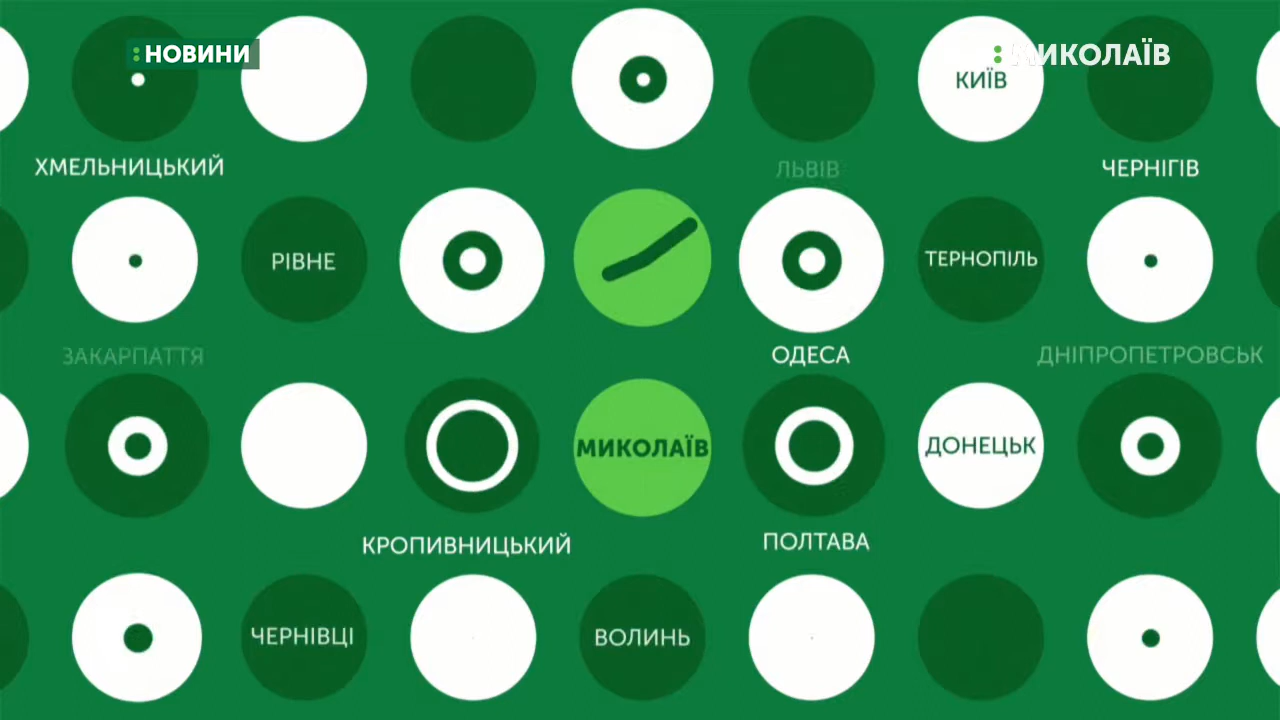 :НОВИНИ
:МИКОЛАЇВ
КИЇВ
ХМЕЛЬНИЦЬКИЙ
ЛЬВІВ
ЧЕРНІГІВ
РІВНЕ
ТЕРНОПІЛЬ
ЗАКАРПАТТЯ
ОДЕСА
ДНІПРОПЕТРОВСЬК
МИКОЛАЇВ
ДОНЕЦЬК
КРОПИВНИЦЬКИЙ
ПОЛТАВА
ЧЕРНІВЦІ
ВОЛИНЬ